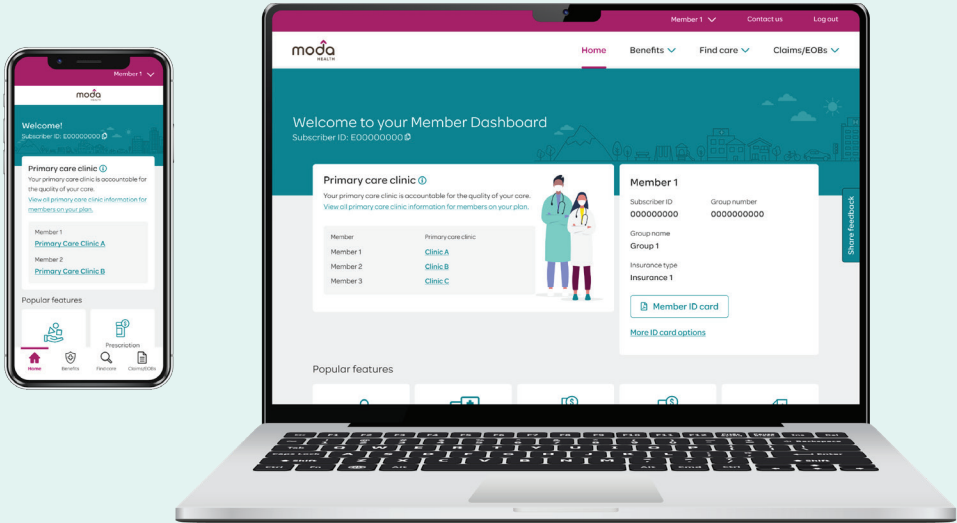 Member 1
moda
HEALTH
Welcome!
Subscriber ID: E00000000
Primary care clinic
Your primary care clinic is accountable for
the quality of your care.
View all primary care clinic information for
members on your plan.
Member 1
Primary Care Clinic A
Member 2
Primary Care Clinic B
Popular features
Prescription
Home Benefits Find care Claims/EOBs
Member 1 Contact us Log out
moda
HEALTH
Home Benefits Find care Claims/EOBs
Welcome to your Member Dashboard
Subscriber ID: E00000000
Primary care clinic
Your primary care clinic is accountable for the quality of your care.
View all primary care clinic information for members on your plan.
Member Primary care clinic
Member 1 Clinic A
Member 2 Clinic B
Member 3 Clinic C
Member 1
Subscriber ID Group number
000000000 0000000000
Group name
Group 1
Insurance type
Insurance 1
Member ID card
More ID card options
Share feedback
Popular features